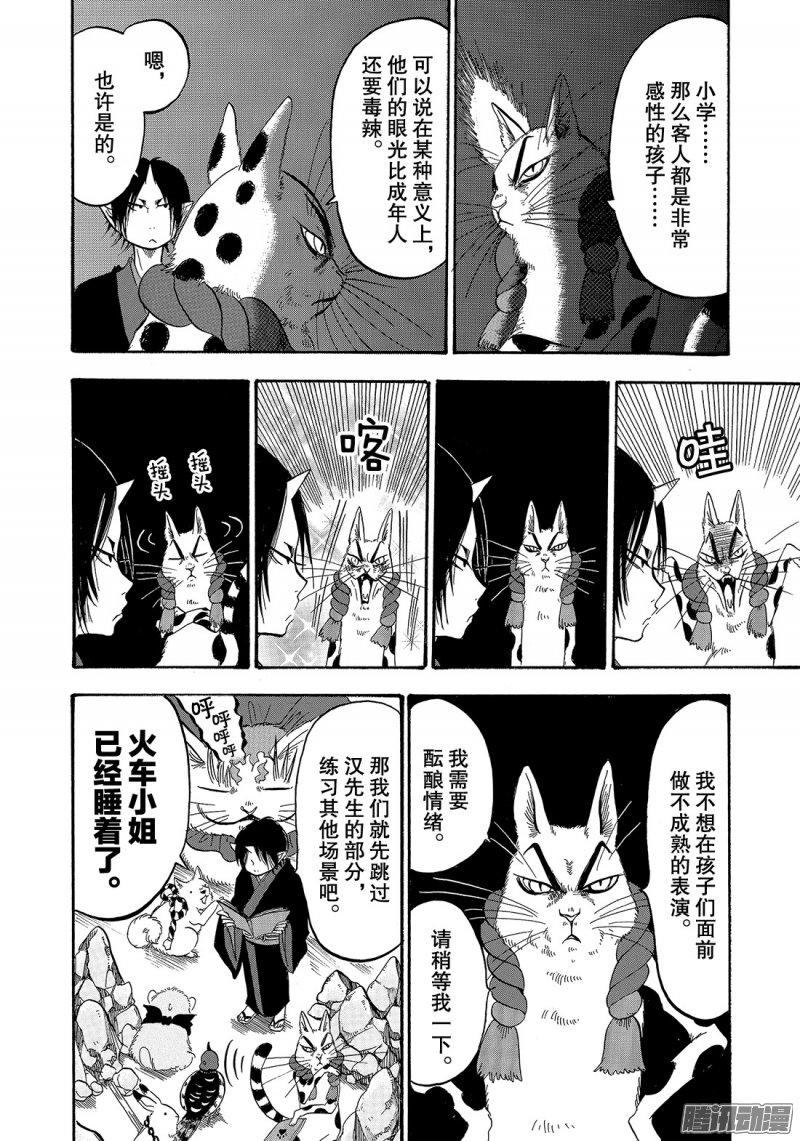 小学……
那么客人都是非常
感性的孩子……
可以说在某种意义上，
他们的眼光比成年人
还要毒辣。
嗯，
也许是的。
哇
喀
摇头
摇头
我不想在孩子们面前
做不成熟的表演。
我需要
酝酿情绪。
请稍等我一下。
那我们就先跳过
汉先生的部分，
练习其他场景吧。
呼
呼
呼
呼
火车小姐
已经睡着了。
腾讯动漫